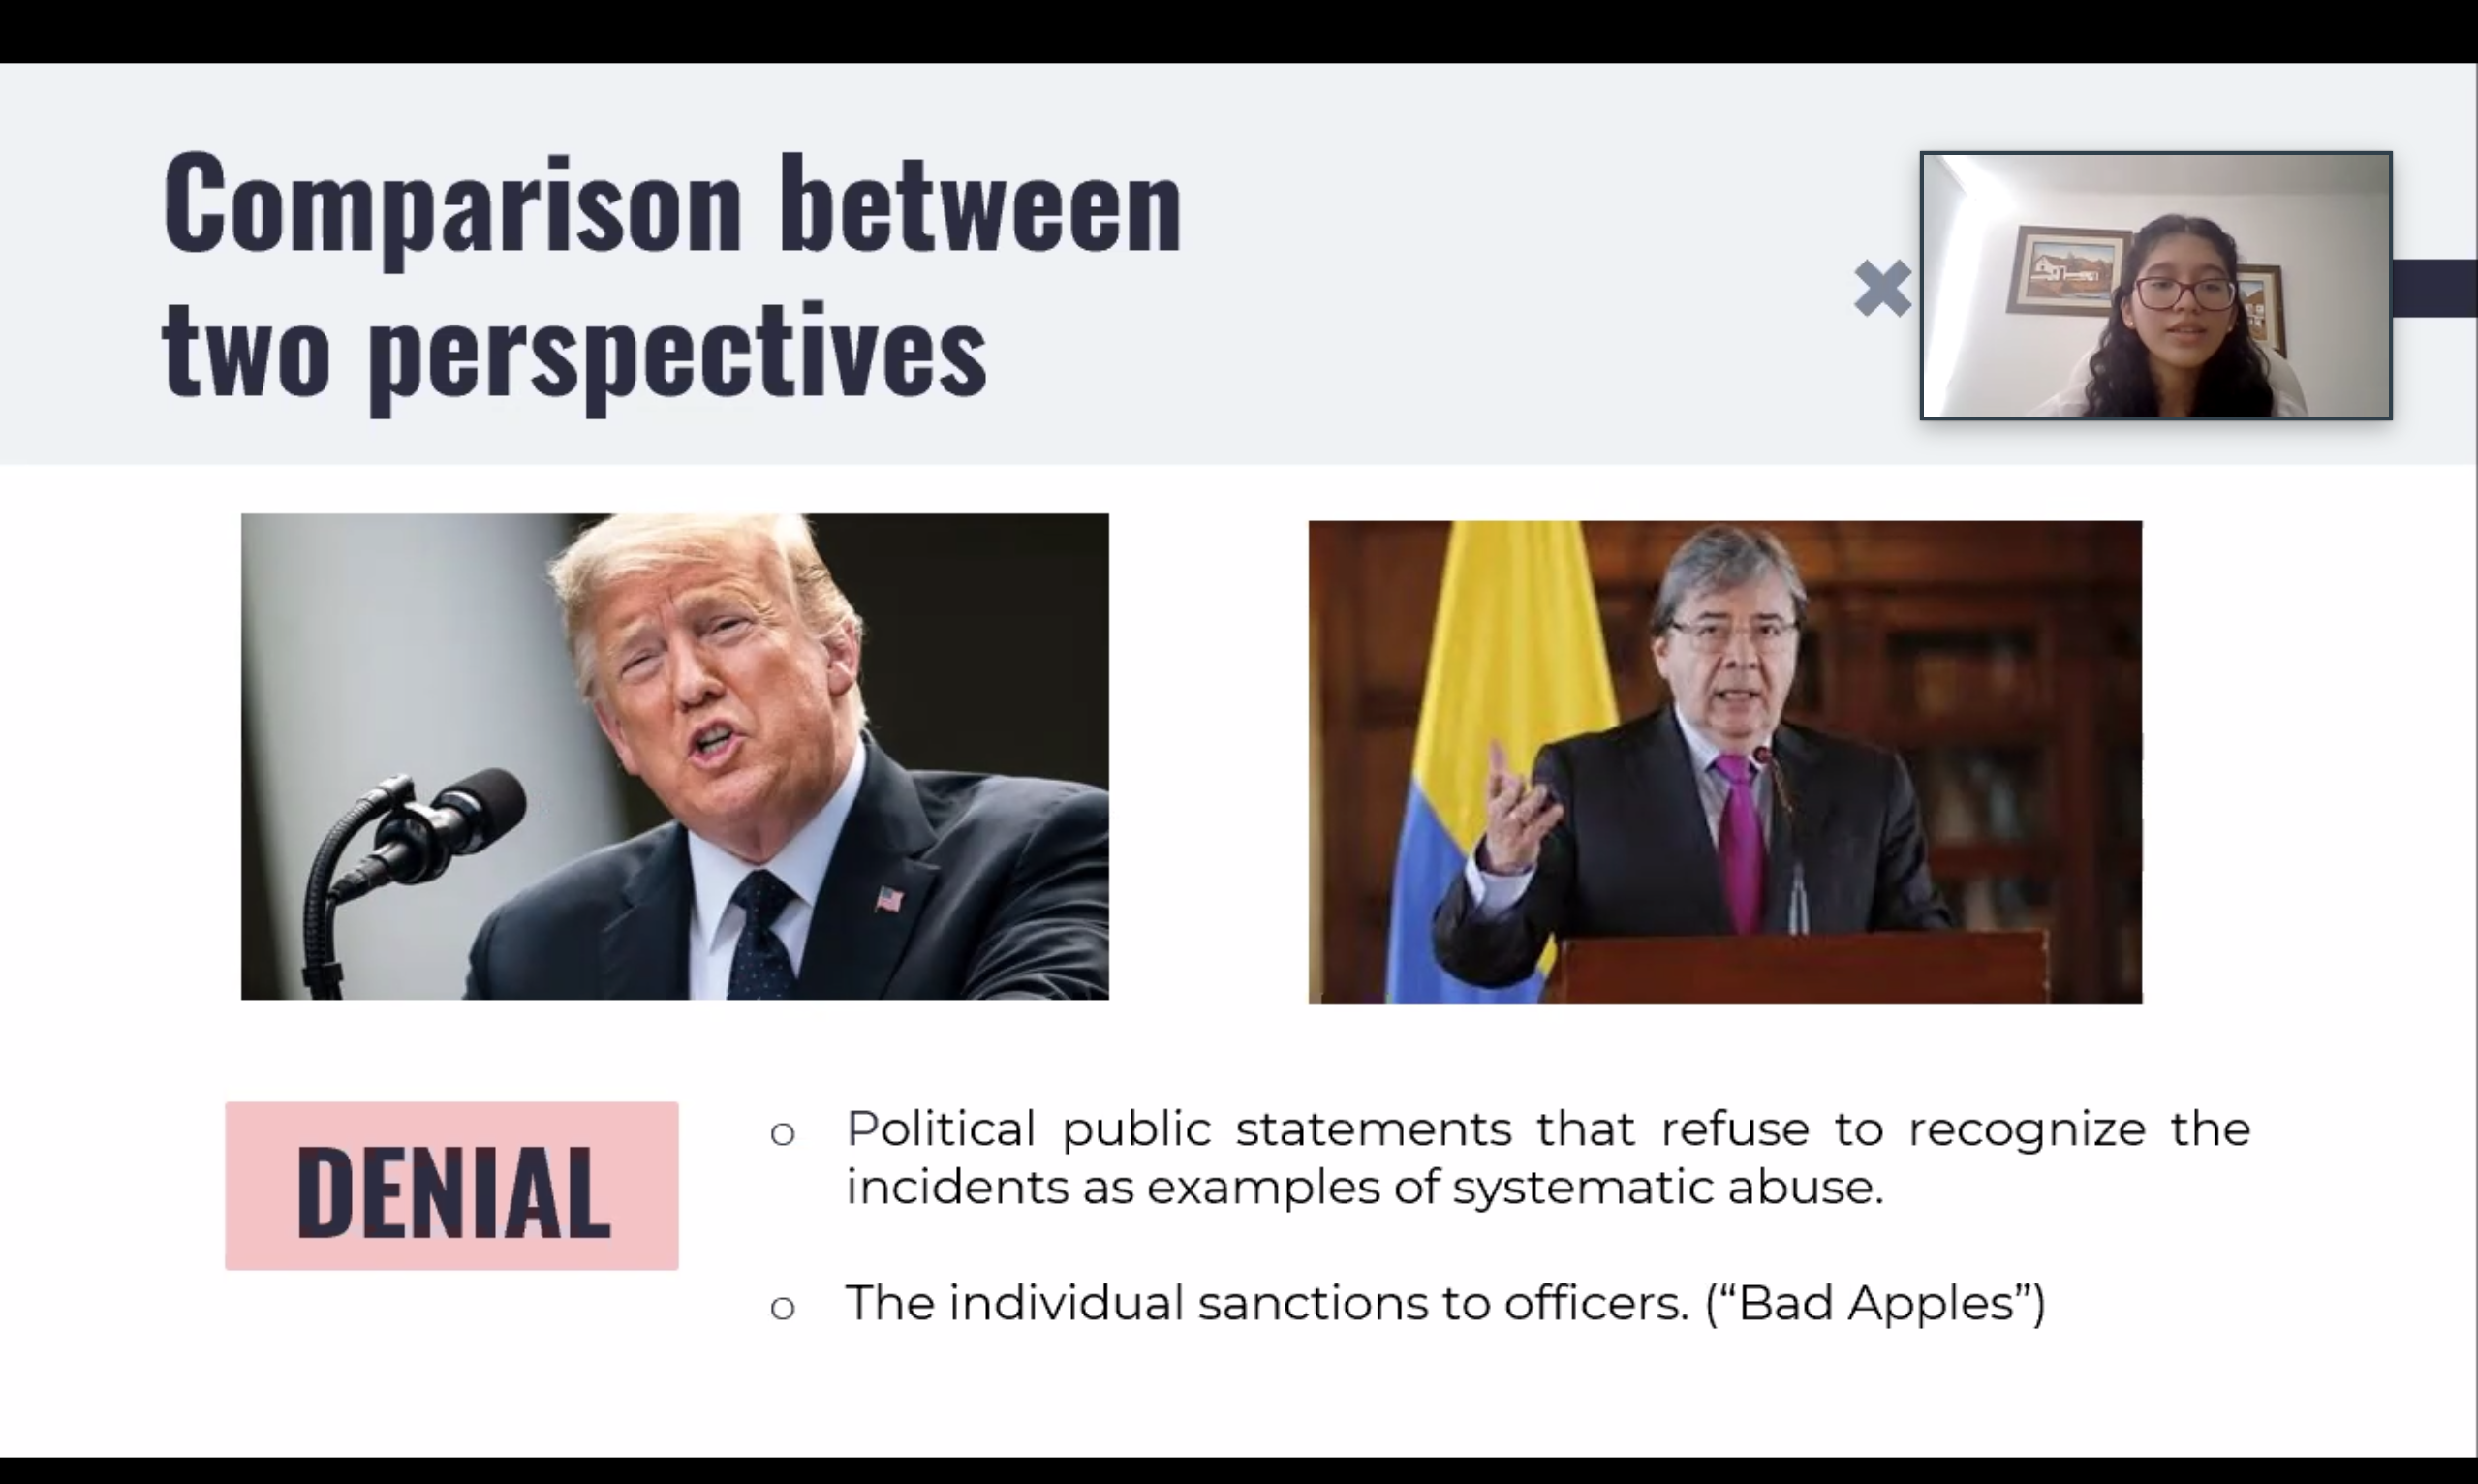 Comparison between
two perspectives
DENIAL
o Political public statements that refuse to recognize the
incidents as examples of systematic abuse.
o The individual sanctions to officers. (“Bad Apples”)